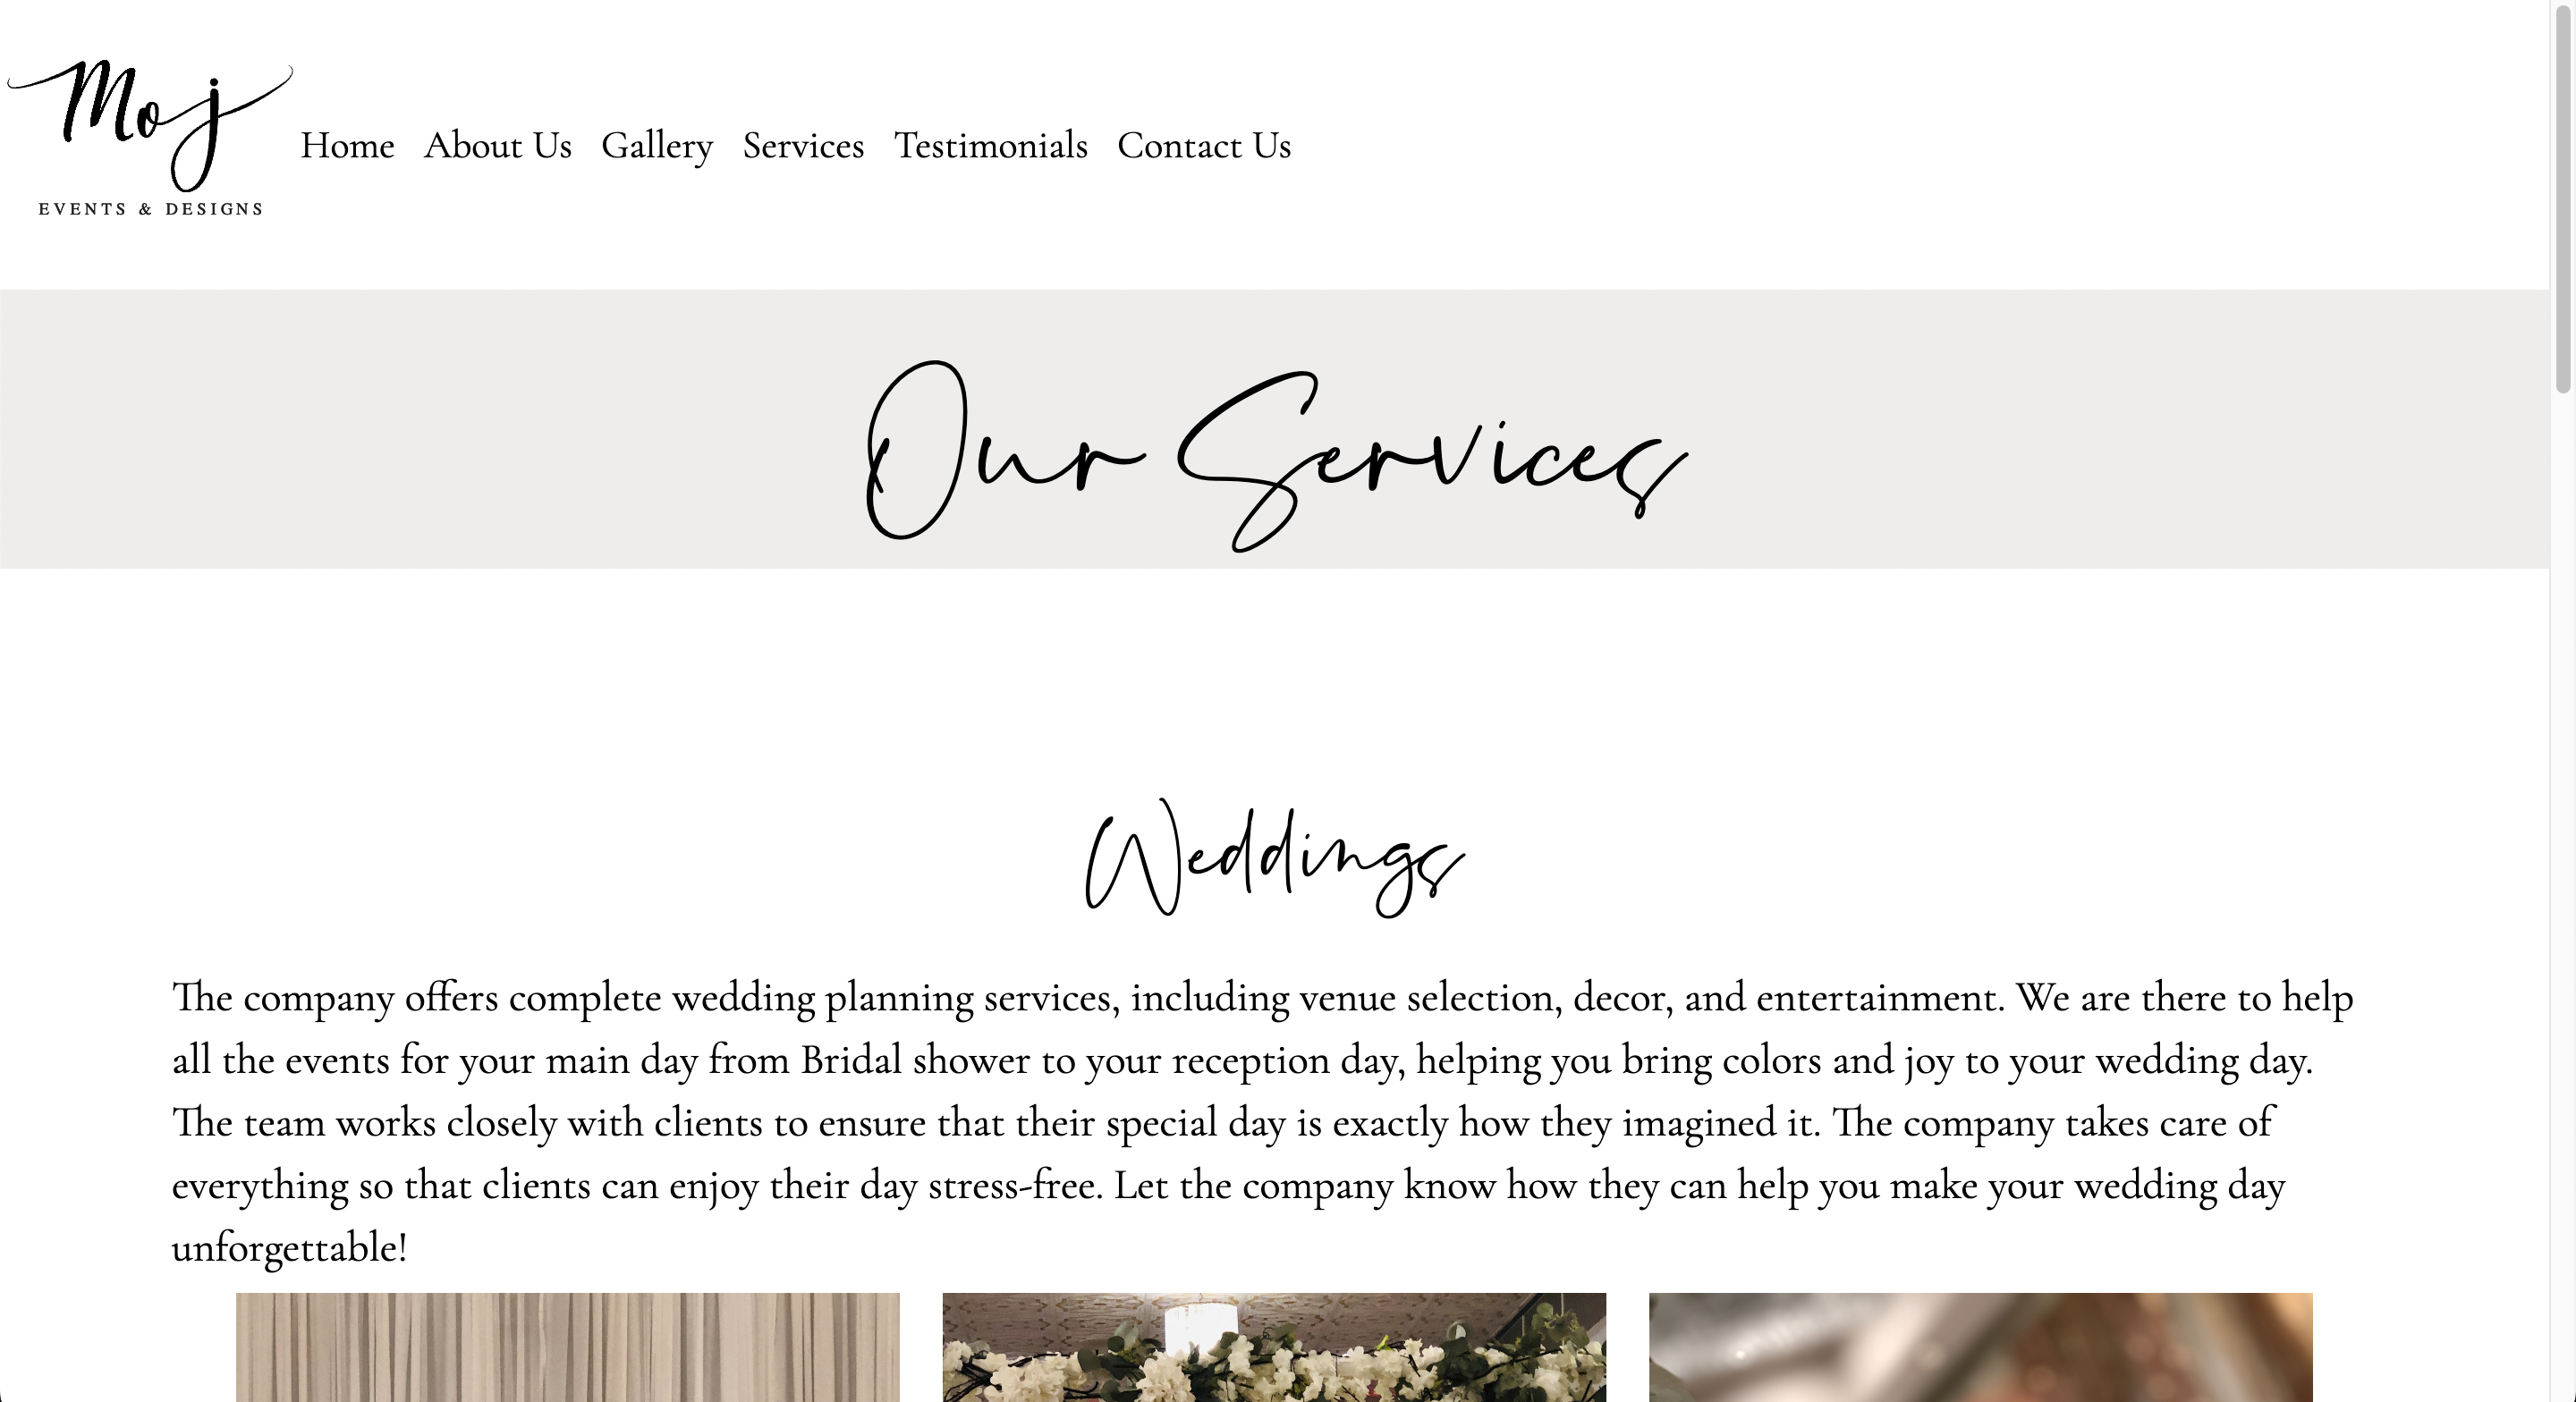 Moj
EVENTS & DESIGNS
Home About Us Gallery Services Testimonials Contact Us
Our Services
Weddings
The company offers complete wedding planning services, including venue selection, decor, and entertainment. We are there to help
all the events for your main day from Bridal shower to your reception day, helping you bring colors and joy to your wedding day.
The team works closely with clients to ensure that their special day is exactly how they imagined it. The company takes care of
everything so that clients can enjoy their day stress-free. Let the company know how they can help you make your wedding day
unforgettable!